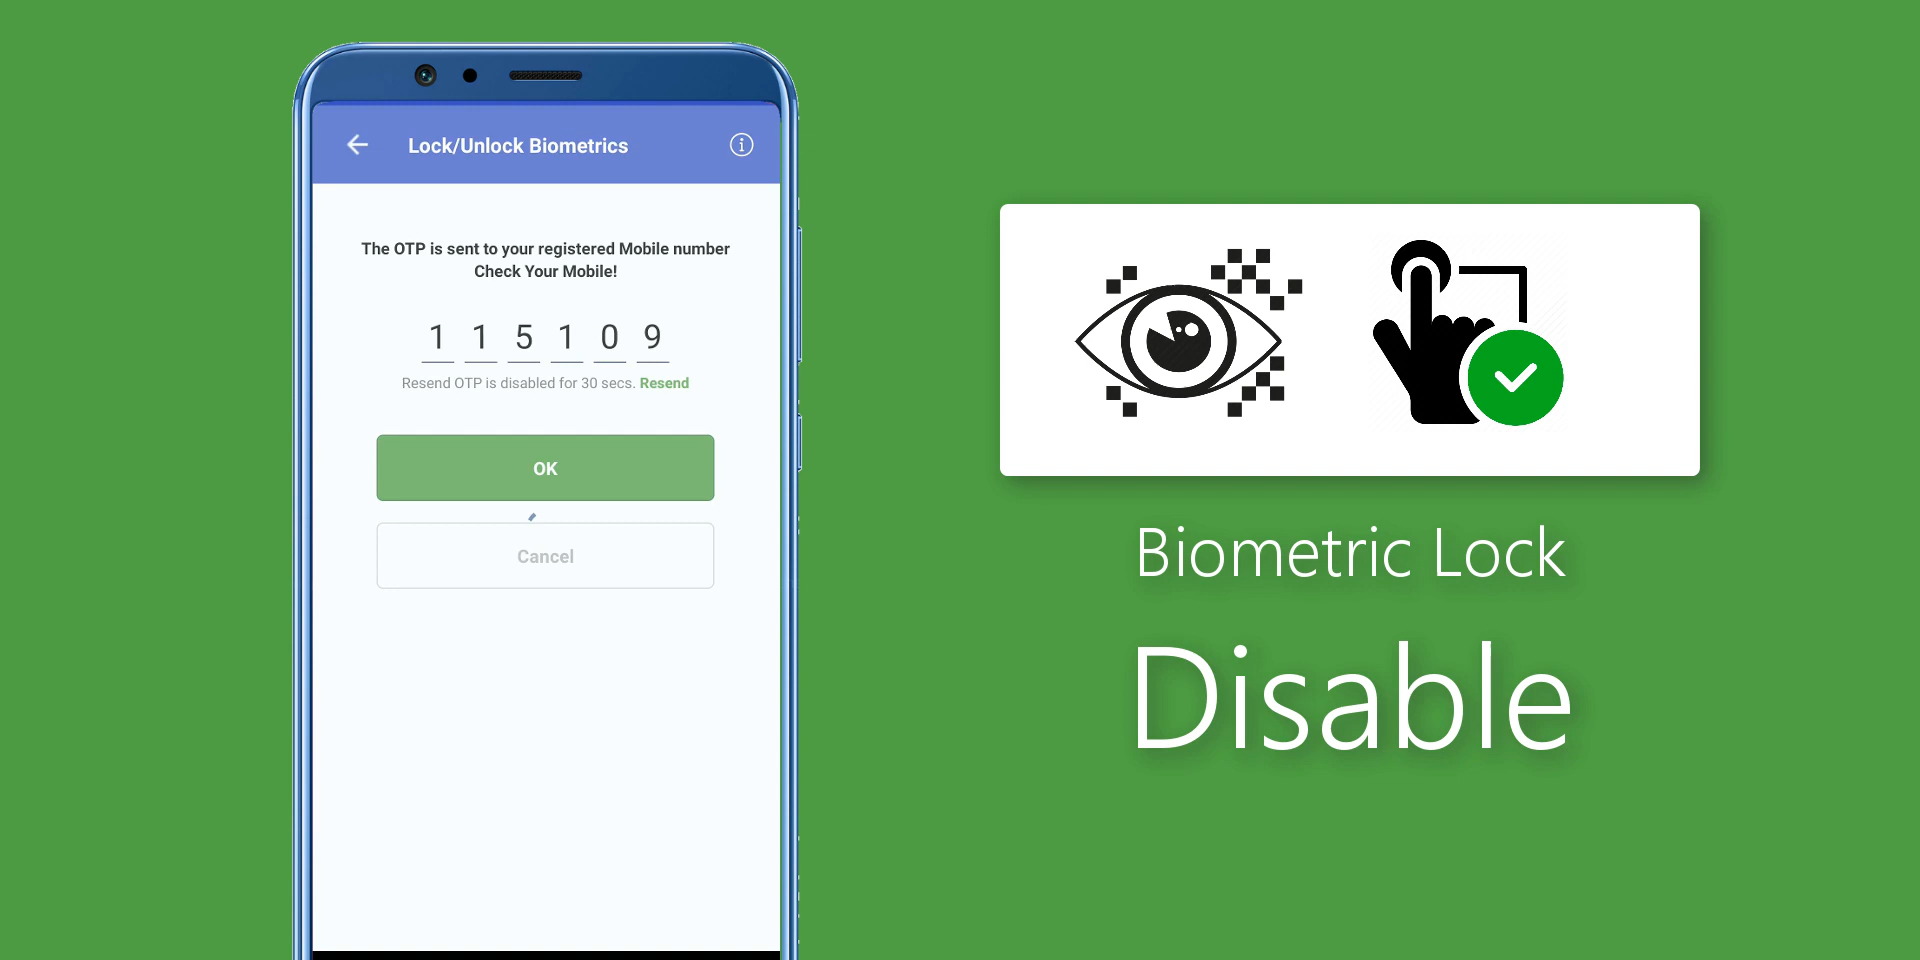 Lock/Unlock Biometrics
The OTP is sent to your registered Mobile number
Check Your Mobile!
1 1 5 1 0 9
Resend OTP is disabled for 30 secs. Resend
OK
Cancel
Biometric Lock
Disable